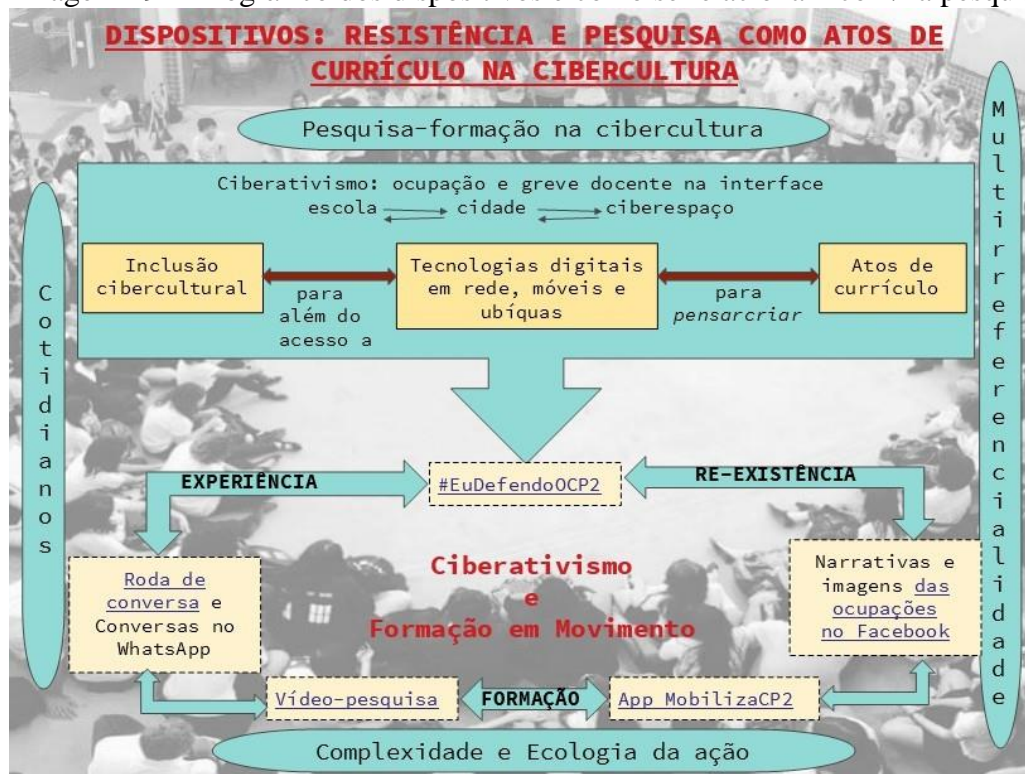 DISPOSITIVOS: RESISTÊNCIA E PESQUISA COMO ATOS DE
CURRÍCULO NA CIBERCULTURA
Pesquisa-formação na cibercultura
Ciberativismo: ocupação e greve docente na interface
escola cidade ciberespaço
Inclusão
cibercultural
para
além do
acesso a
Tecnologias digitais
em rede, móveis e
ubíquas
para
pensarcriar
Atos de
currículo
Cotidianos
Multirreferencialidade
EXPERIÊNCIA
#EuDefendoOCP2
RE-EXISTÊNCIA
Roda de
conversa e
Conversas no
WhatsApp
Ciberativismo
e
Formação em Movimento
Narrativas e
imagens das
ocupações
no Facebook
Vídeo-pesquisa
FORMAÇÃO
App MobilizaCP2
Complexidade e Ecologia da ação